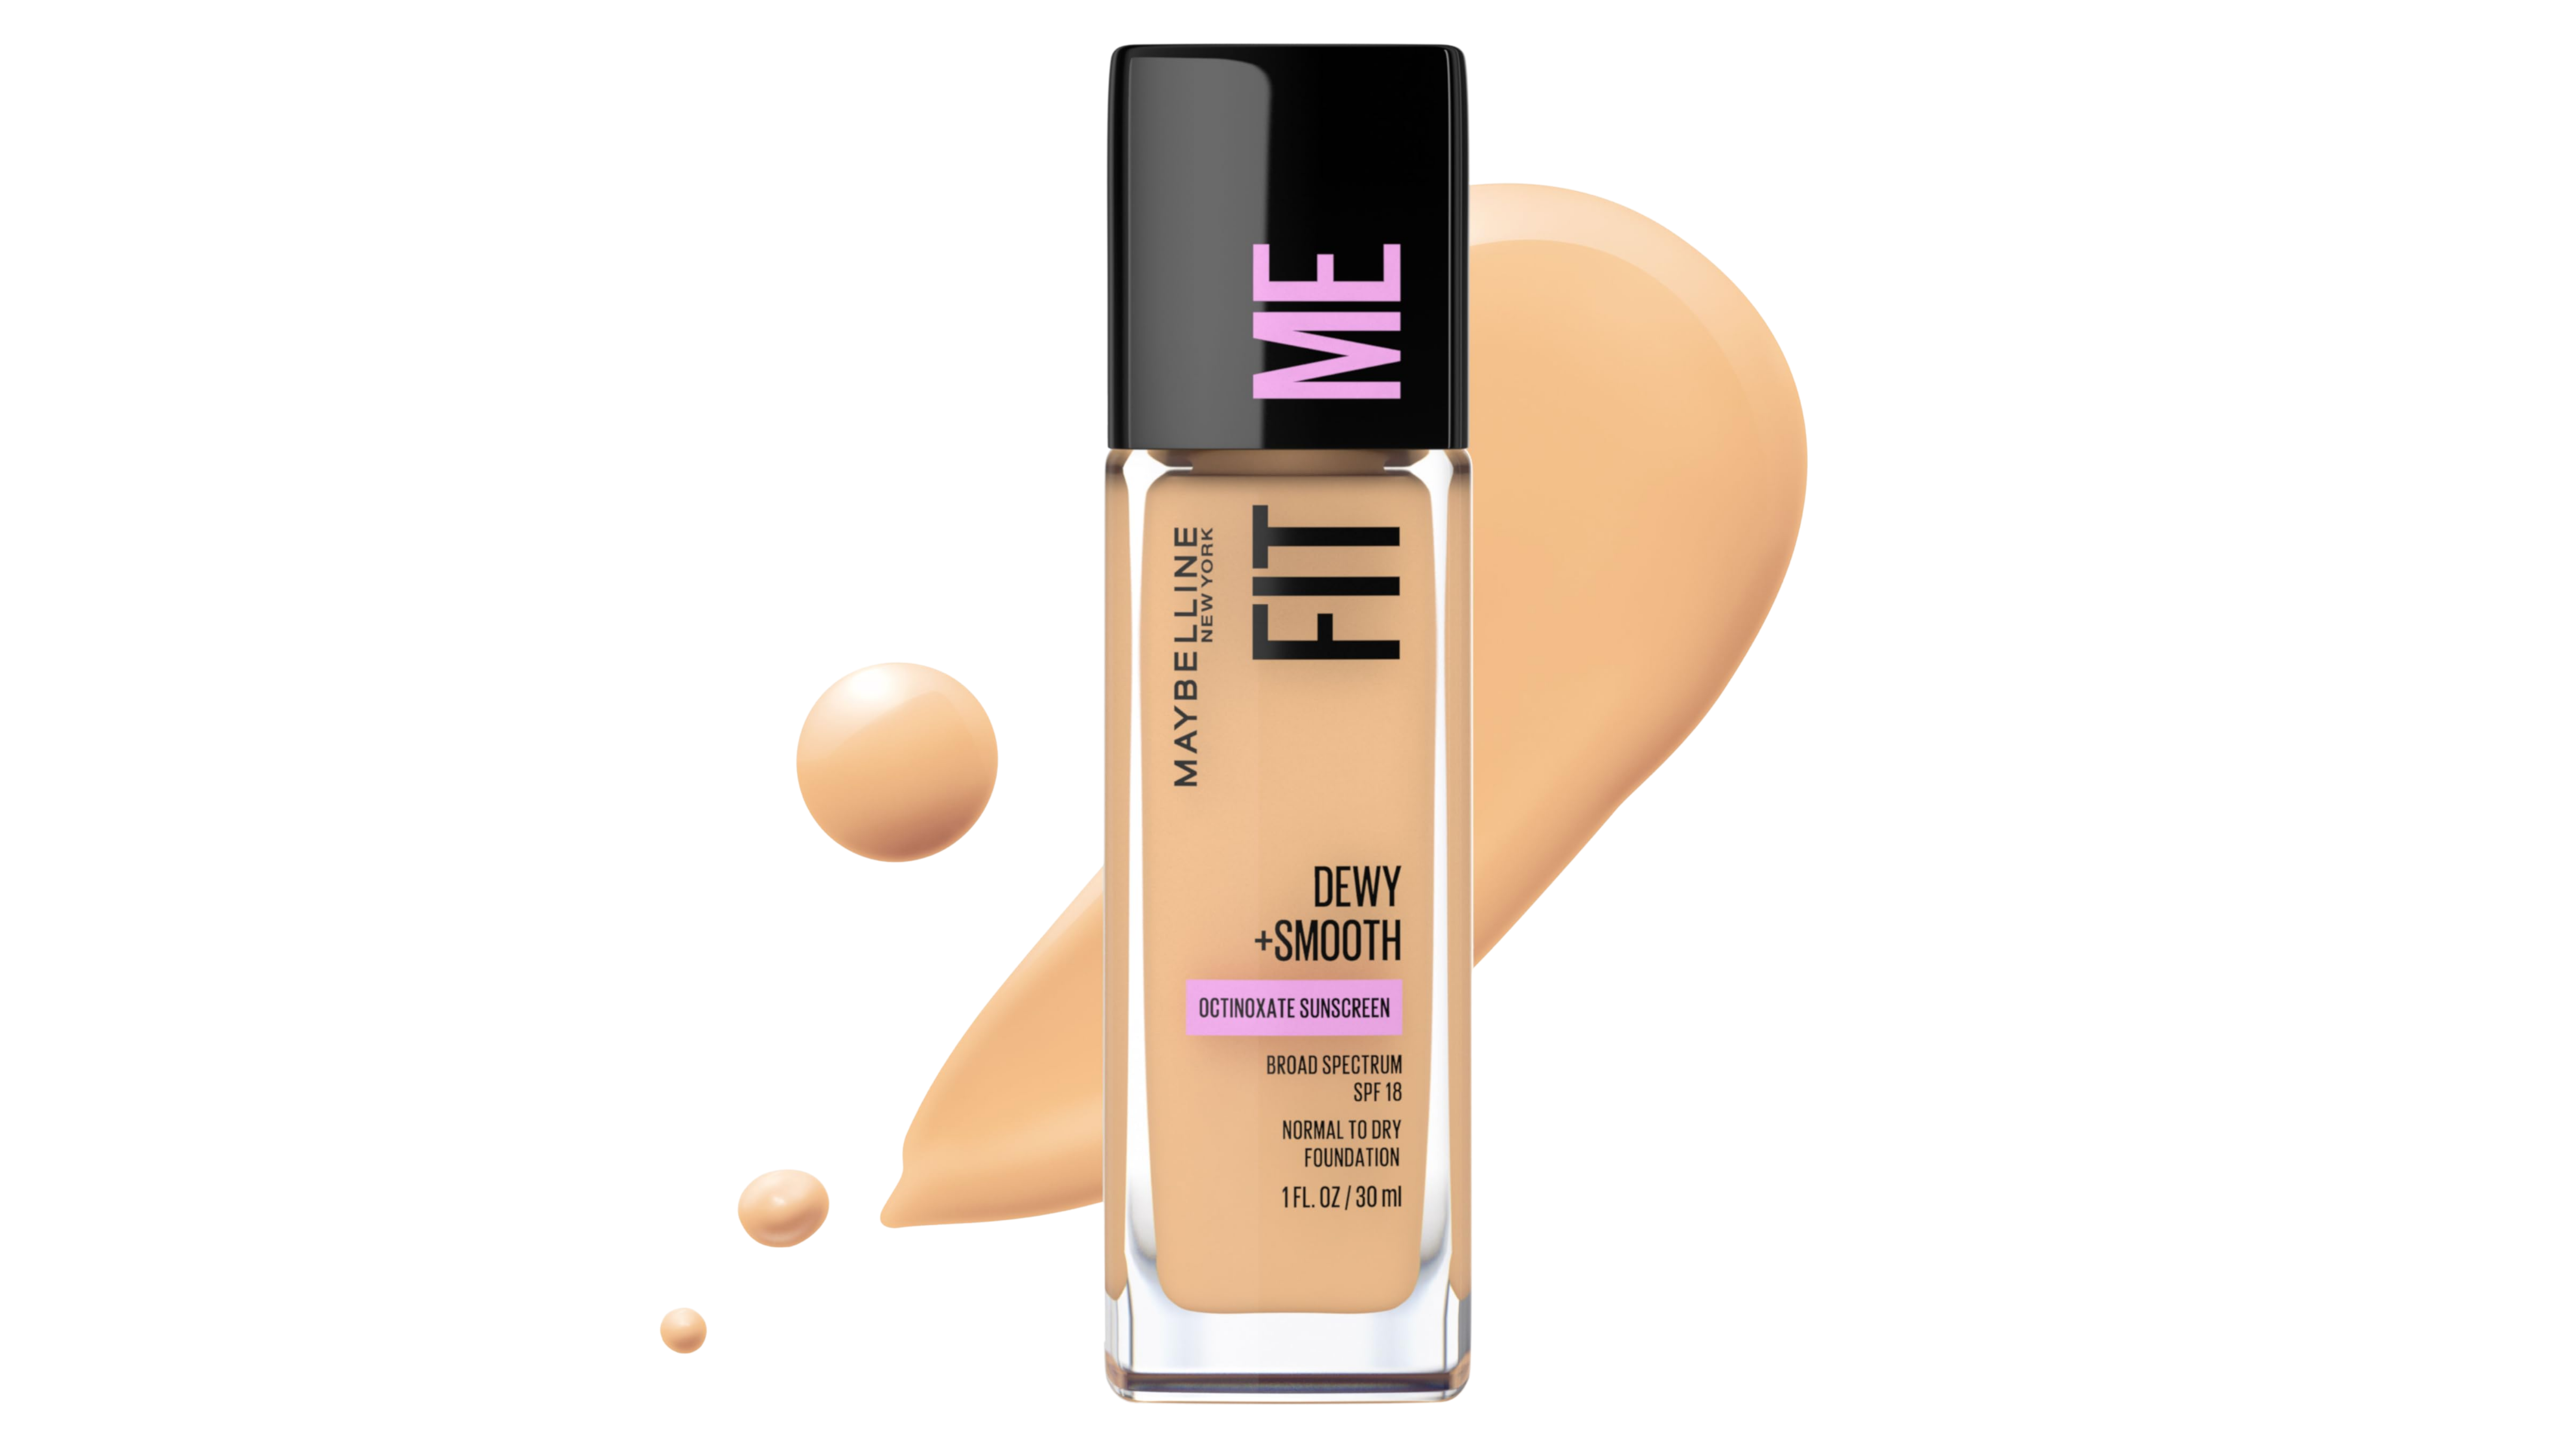 MAYBELLINE
NEW YORK
FIT ME
DEWY
+SMOOTH
OCTINOXATE SUNSCREEN
BROAD SPECTRUM
SPF 18
NORMAL TO DRY
FOUNDATION
1 FL. OZ / 30 ml